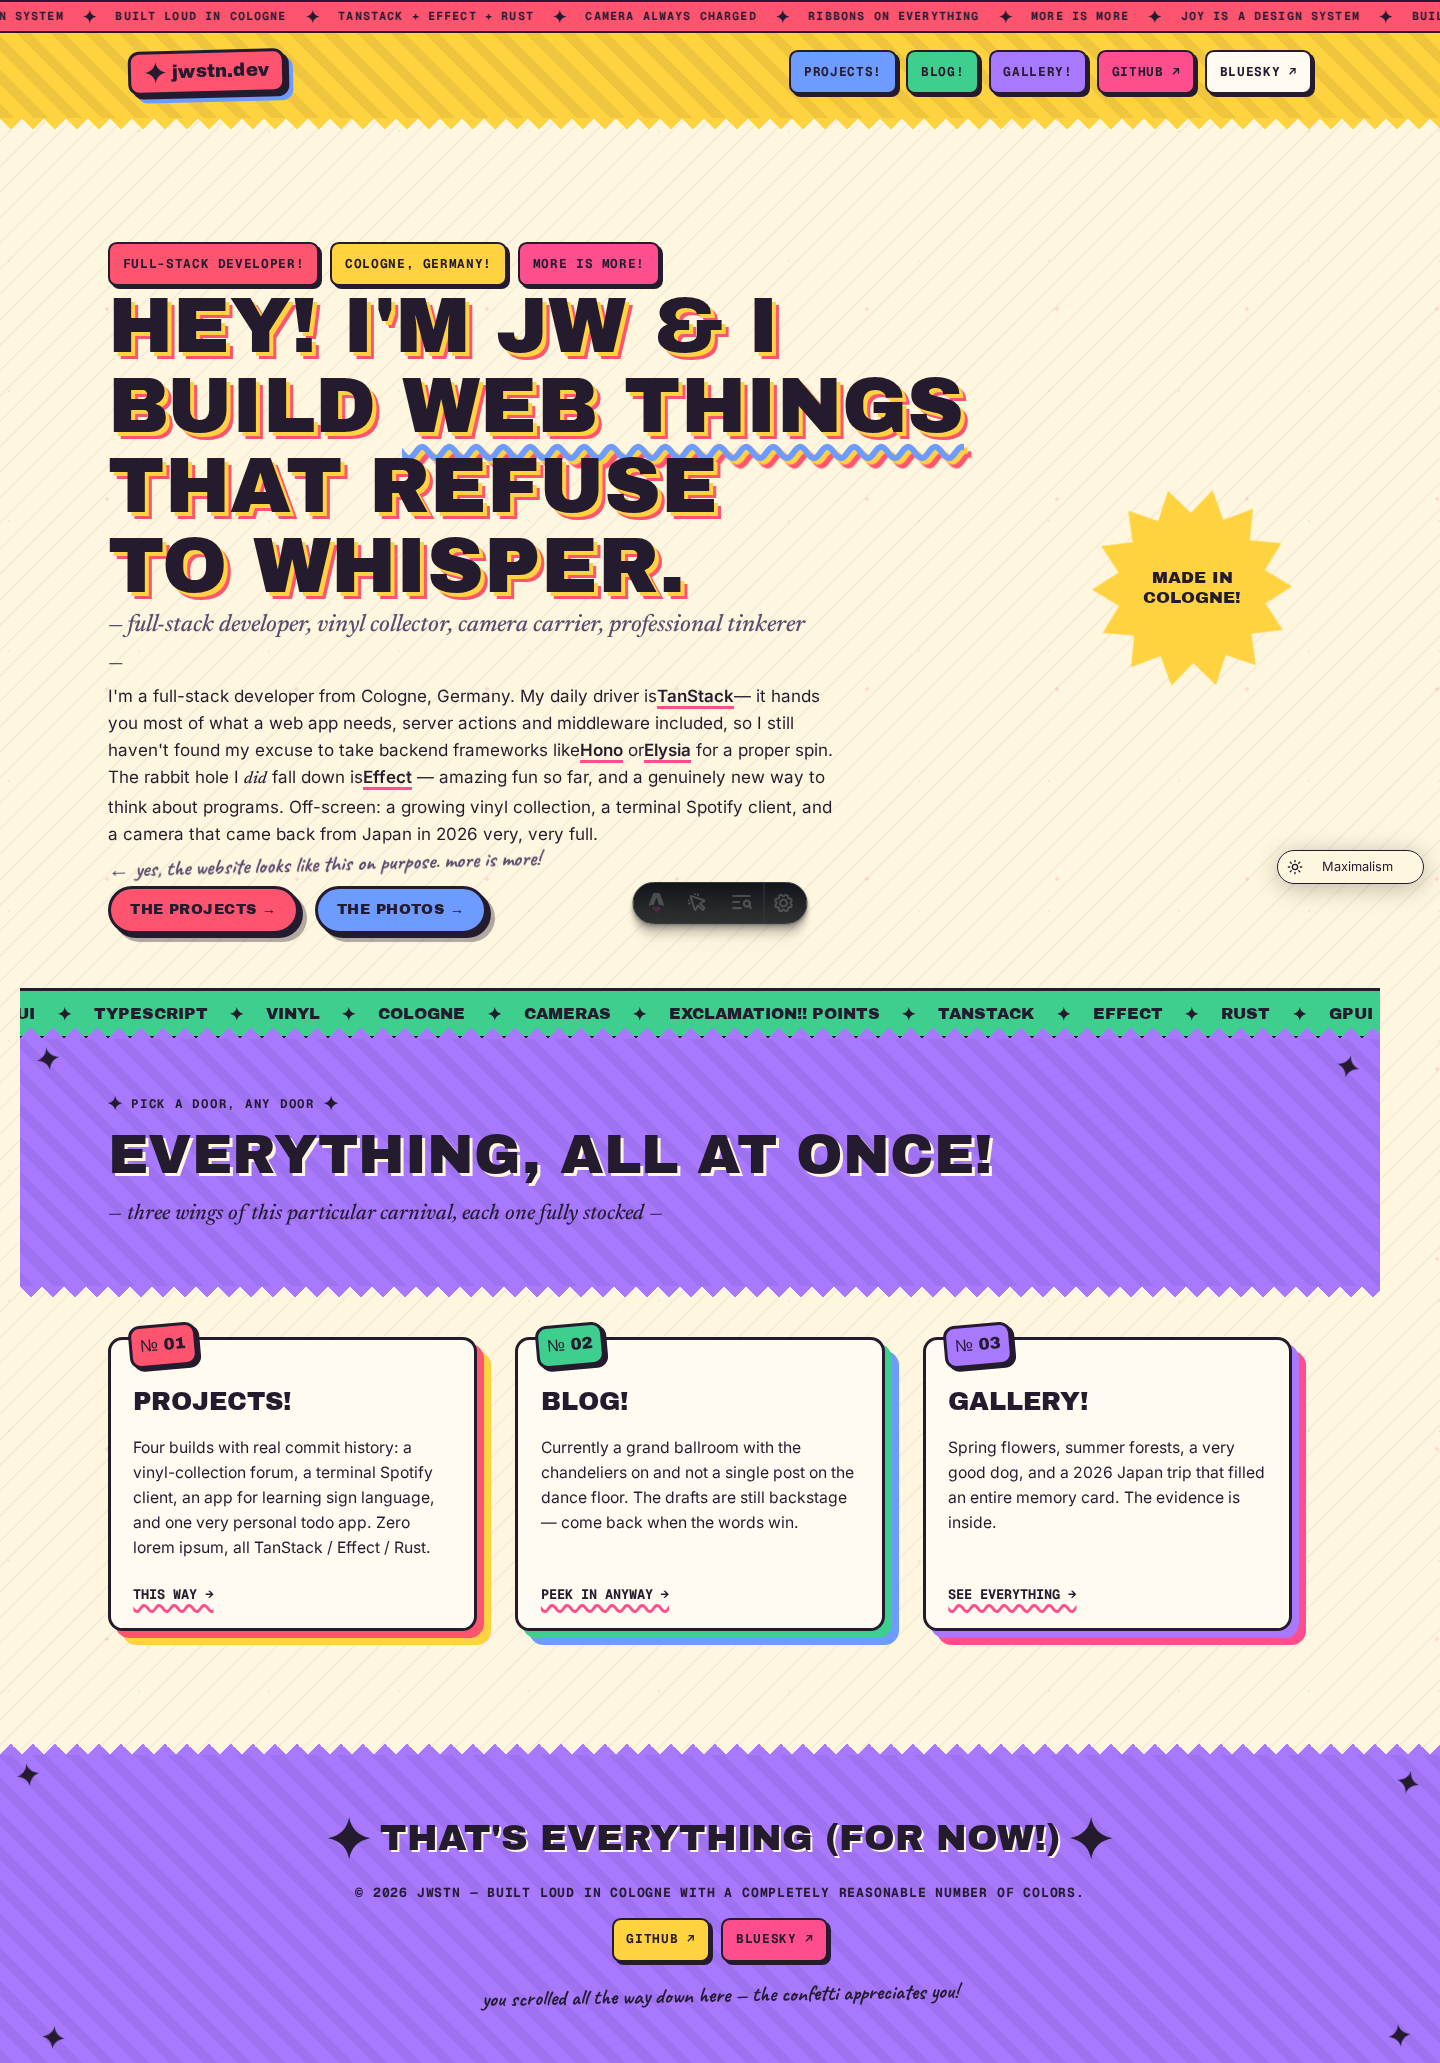 N SYSTEM ✦ BUILT LOUD IN COLOGNE ✦ TANSTACK + EFFECT + RUST ✦ CAMERA ALWAYS CHARGED ✦ RIBBONS ON EVERYTHING ✦ MORE IS MORE ✦ JOY IS A DESIGN SYSTEM ✦ BUIL
✦ jwstn.dev
PROJECTS! BLOG! GALLERY! GITHUB ↗ BLUESKY ↗
FULL-STACK DEVELOPER! COLOGNE, GERMANY! MORE IS MORE!
HEY! I'M JW & I
BUILD WEB THINGS
THAT REFUSE
TO WHISPER.
MADE IN
COLOGNE!
— full-stack developer, vinyl collector, camera carrier, professional tinkerer
—
I'm a full-stack developer from Cologne, Germany. My daily driver isTanStack— it hands
you most of what a web app needs, server actions and middleware included, so I still
haven't found my excuse to take backend frameworks likeHono orElysia for a proper spin.
The rabbit hole I did fall down isEffect — amazing fun so far, and a genuinely new way to
think about programs. Off-screen: a growing vinyl collection, a terminal Spotify client, and
a camera that came back from Japan in 2026 very, very full.
← yes, the website looks like this on purpose. more is more!
Maximalism
THE PROJECTS → THE PHOTOS →
UI ✦ TYPESCRIPT ✦ VINYL ✦ COLOGNE ✦ CAMERAS ✦ EXCLAMATION!! POINTS ✦ TANSTACK ✦ EFFECT ✦ RUST ✦ GPUI
✦ PICK A DOOR, ANY DOOR ✦
EVERYTHING, ALL AT ONCE!
— three wings of this particular carnival, each one fully stocked —
№ 01
PROJECTS!
Four builds with real commit history: a
vinyl-collection forum, a terminal Spotify
client, an app for learning sign language,
and one very personal todo app. Zero
lorem ipsum, all TanStack / Effect / Rust.
THIS WAY →
№ 02
BLOG!
Currently a grand ballroom with the
chandeliers on and not a single post on the
dance floor. The drafts are still backstage
— come back when the words win.
PEEK IN ANYWAY →
№ 03
GALLERY!
Spring flowers, summer forests, a very
good dog, and a 2026 Japan trip that filled
an entire memory card. The evidence is
inside.
SEE EVERYTHING →
✦ THAT'S EVERYTHING (FOR NOW!) ✦
© 2026 JWSTN — BUILT LOUD IN COLOGNE WITH A COMPLETELY REASONABLE NUMBER OF COLORS.
GITHUB ↗ BLUESKY ↗
you scrolled all the way down here — the confetti appreciates you!